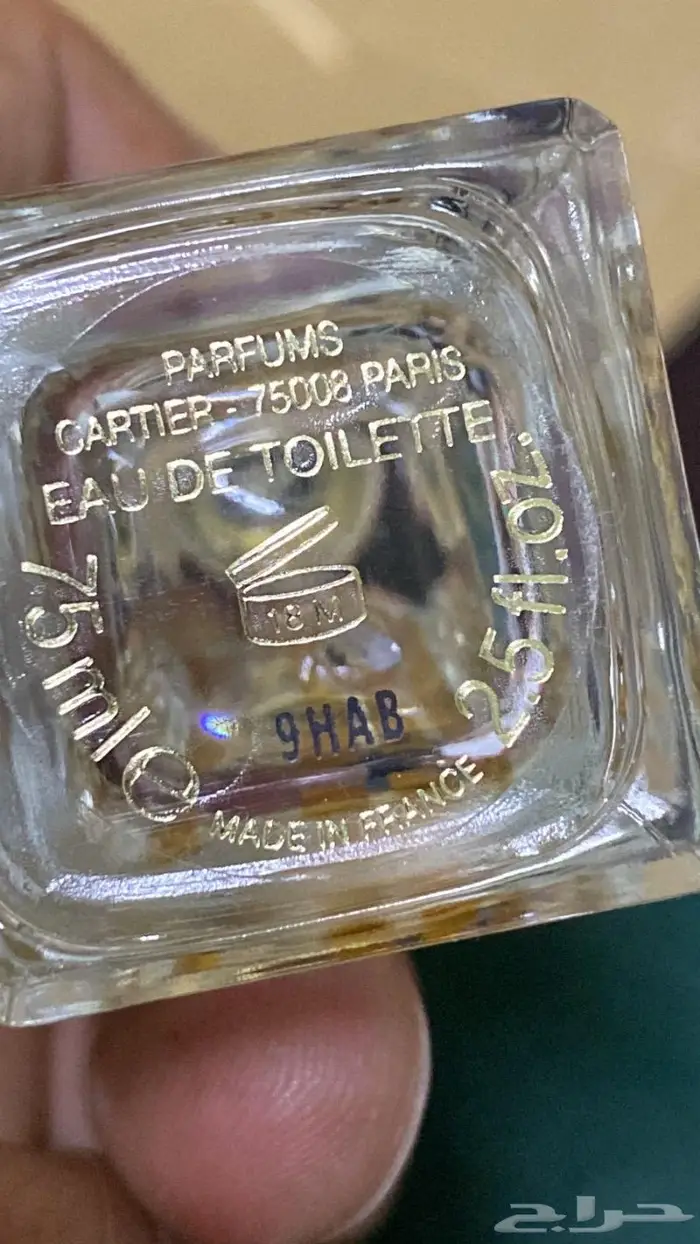 PARFUMS
CARTIER - 75008 PARIS
EAU DE TOILETTE
75 ml ℮ 2.5 fl.oz.
18 M
9HAB
MADE IN FRANCE
حراج